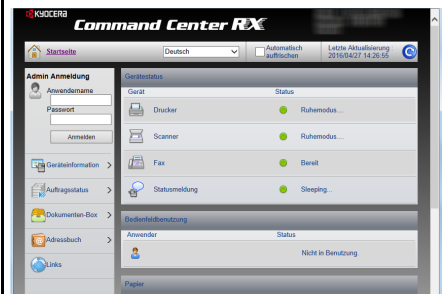 KYOCERA
Command Center RX
Startseite
Deutsch
Automatisch auffrischen
Letzte Aktualisierung :
2016/04/27 14:26:55
Admin Anmeldung
Anwendername
Passwort
Anmelden
Geräteinformation
Auftragsstatus
Dokumenten-Box
Adressbuch
Links
Gerätestatus
Gerät Status
Drucker Ruhemodus...
Scanner Ruhemodus...
Fax Bereit
Statusmeldung Sleeping...
Bedienfeldbenutzung
Anwender Status
Nicht in Benutzung.
Papier